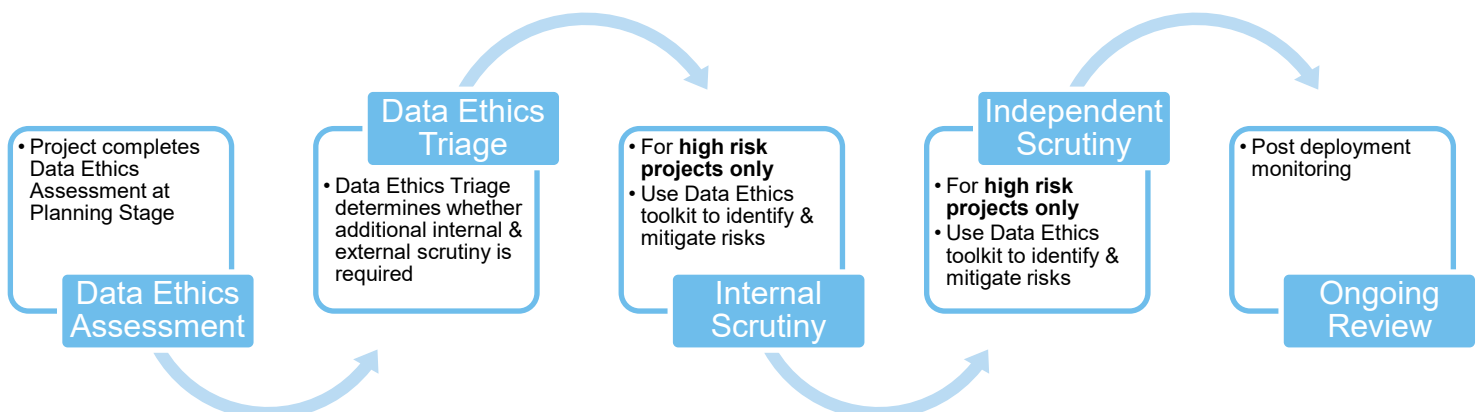 • Project completes
Data Ethics
Assessment at
Planning Stage
Data Ethics
Assessment
Data Ethics
Triage
• Data Ethics Triage
determines whether
additional internal &
external scrutiny is
required
• For high risk
projects only
• Use Data Ethics
toolkit to identify &
mitigate risks
Internal
Scrutiny
Independent
Scrutiny
• For high risk
projects only
• Use Data Ethics
toolkit to identify &
mitigate risks
• Post deployment
monitoring
Ongoing
Review